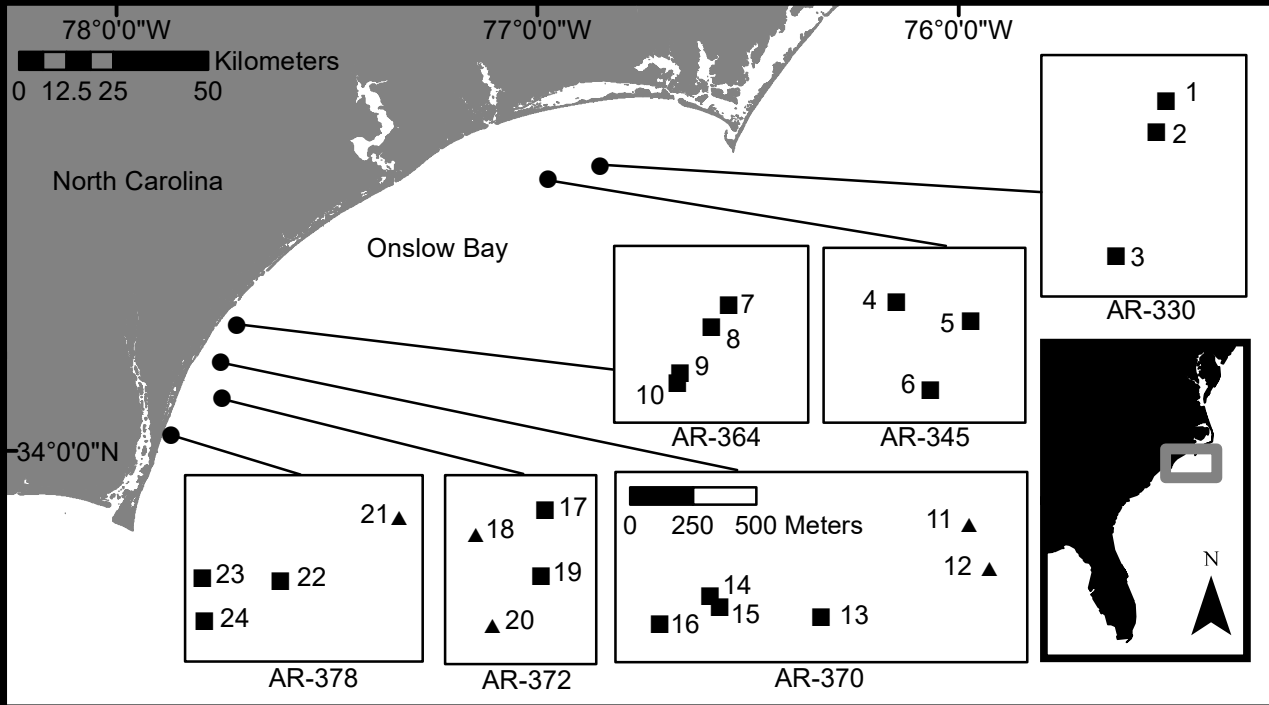 78°0'0"W 77°0'0"W 76°0'0"W
Kilometers
0 12.5 25 50
North Carolina
Onslow Bay
34°0'0"N
1
2
3
AR-330
4
5
6
AR-345
7
8
9
10
AR-364
0 250 500 Meters
11
12
13
14
15
16
AR-370
17
18
19
20
AR-372
21
22
23
24
AR-378
N